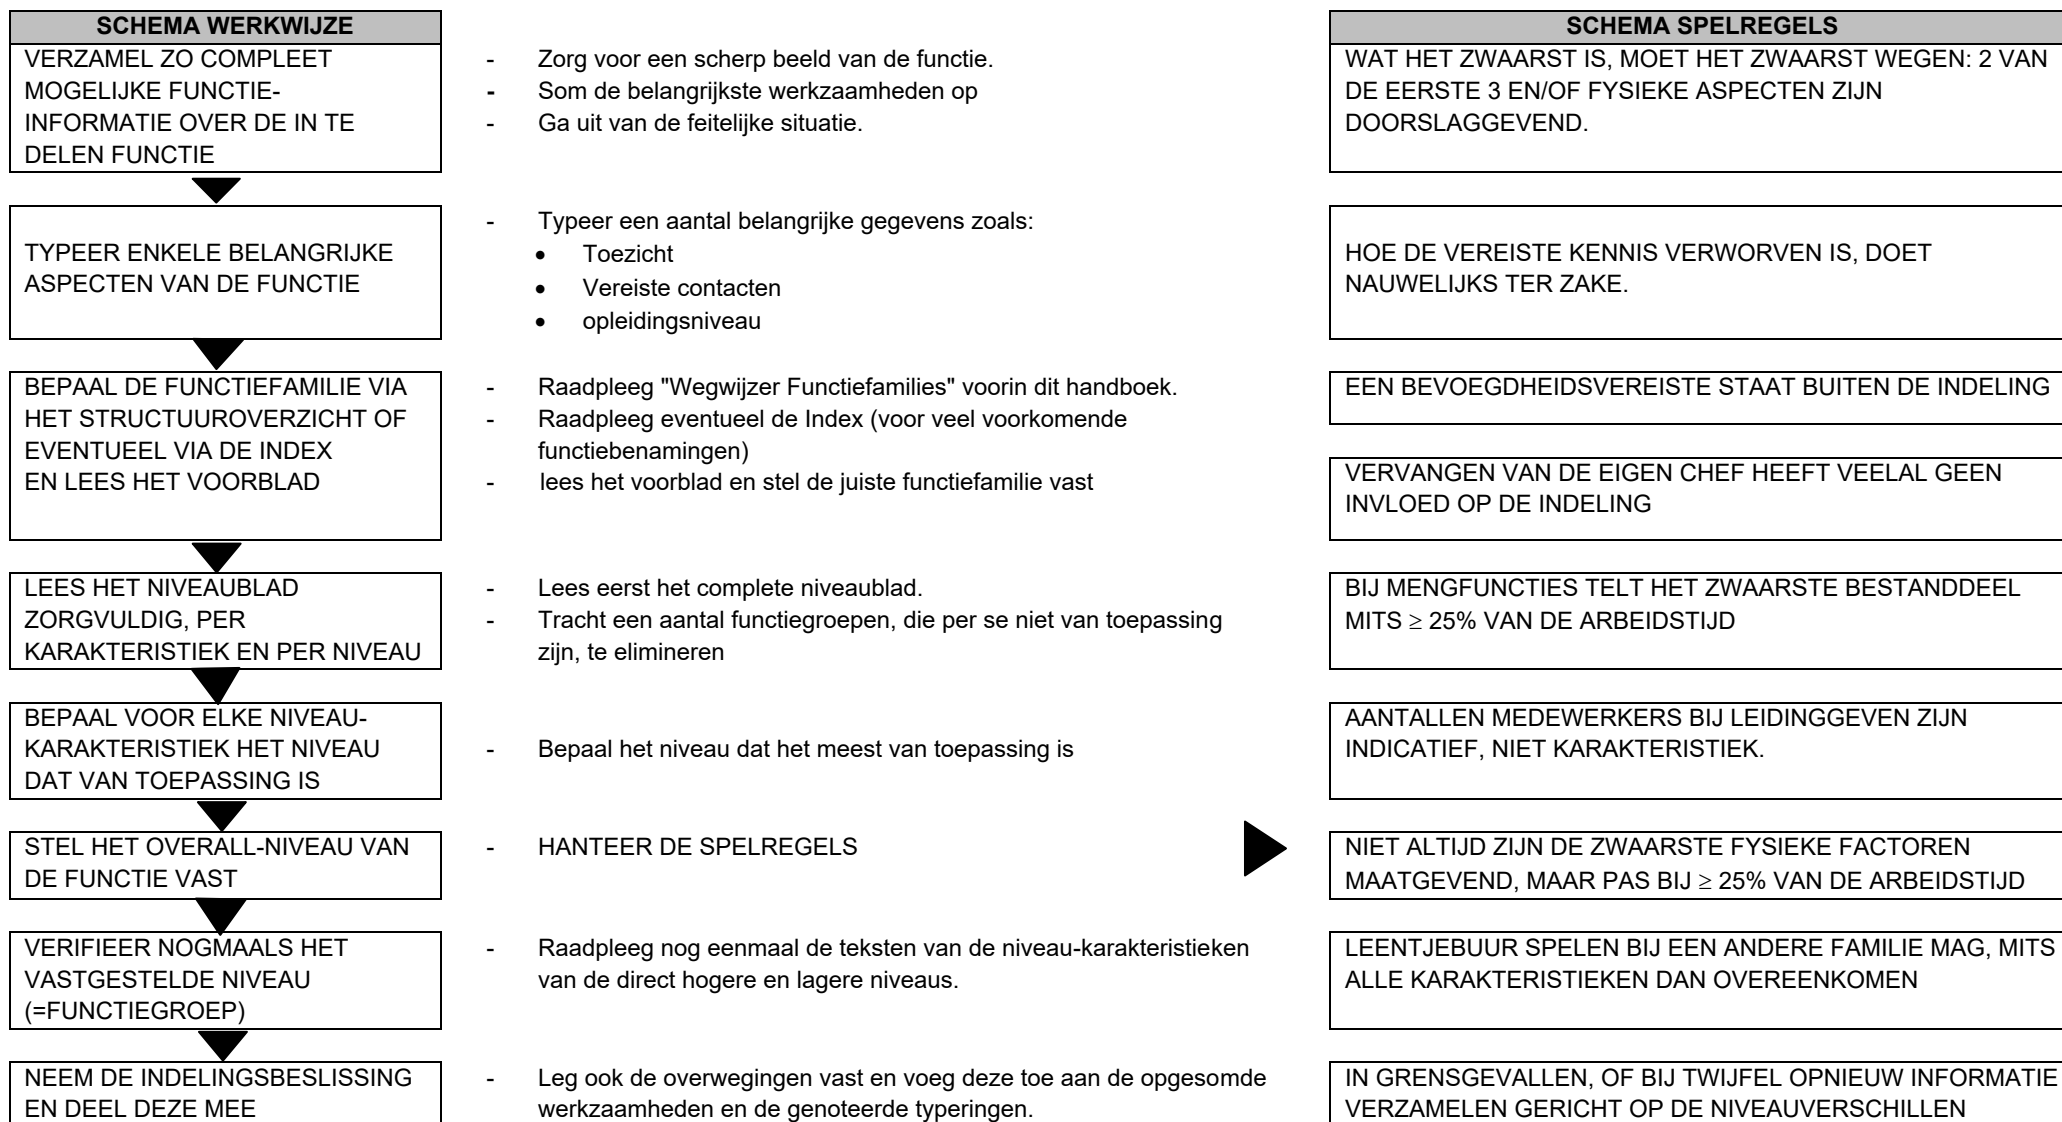 SCHEMA WERKWIJZE
VERZAMEL ZO COMPLEET
MOGELIJKE FUNCTIE-
INFORMATIE OVER DE IN TE
DELEN FUNCTIE
- Zorg voor een scherp beeld van de functie.
- Som de belangrijkste werkzaamheden op
- Ga uit van de feitelijke situatie.
TYPEER ENKELE BELANGRIJKE
ASPECTEN VAN DE FUNCTIE
- Typeer een aantal belangrijke gegevens zoals:
• Toezicht
• Vereiste contacten
• opleidingsniveau
BEPAAL DE FUNCTIEFAMILIE VIA
HET STRUCTUUROVERZICHT OF
EVENTUEEL VIA DE INDEX
EN LEES HET VOORBLAD
- Raadpleeg "Wegwijzer Functiefamilies" voorin dit handboek.
- Raadpleeg eventueel de Index (voor veel voorkomende
functiebenamingen)
- lees het voorblad en stel de juiste functiefamilie vast
LEES HET NIVEAUBLAD
ZORGVULDIG, PER
KARAKTERISTIEK EN PER NIVEAU
- Lees eerst het complete niveaublad.
- Tracht een aantal functiegroepen, die per se niet van toepassing
zijn, te elimineren
BEPAAL VOOR ELKE NIVEAU-
KARAKTERISTIEK HET NIVEAU
DAT VAN TOEPASSING IS
- Bepaal het niveau dat het meest van toepassing is
STEL HET OVERALL-NIVEAU VAN
DE FUNCTIE VAST
- HANTEER DE SPELREGELS
VERIFIEER NOGMAALS HET
VASTGESTELDE NIVEAU
(=FUNCTIEGROEP)
- Raadpleeg nog eenmaal de teksten van de niveau-karakteristieken
van de direct hogere en lagere niveaus.
NEEM DE INDELINGSBESLISSING
EN DEEL DEZE MEE
- Leg ook de overwegingen vast en voeg deze toe aan de opgesomde
werkzaamheden en de genoteerde typeringen.
SCHEMA SPELREGELS
WAT HET ZWAARST IS, MOET HET ZWAARST WEGEN: 2 VAN
DE EERSTE 3 EN/OF FYSIEKE ASPECTEN ZIJN
DOORSLAGGEVEND.
HOE DE VEREISTE KENNIS VERWORVEN IS, DOET
NAUWELIJKS TER ZAKE.
EEN BEVOEGDHEIDSVEREISTE STAAT BUITEN DE INDELING
VERVANGEN VAN DE EIGEN CHEF HEEFT VEELAL GEEN
INVLOED OP DE INDELING
BIJ MENGFUNCTIES TELT HET ZWAARSTE BESTANDDEEL
MITS ≥ 25% VAN DE ARBEIDSTIJD
AANTALLEN MEDEWERKERS BIJ LEIDINGGEVEN ZIJN
INDICATIEF, NIET KARAKTERISTIEK.
NIET ALTIJD ZIJN DE ZWAARSTE FYSIEKE FACTOREN
MAATGEVEND, MAAR PAS BIJ ≥ 25% VAN DE ARBEIDSTIJD
LEENTJEBUUR SPELEN BIJ EEN ANDERE FAMILIE MAG, MITS
ALLE KARAKTERISTIEKEN DAN OVEREENKOMEN
IN GRENSGEVALLEN, OF BIJ TWIJFEL OPNIEUW INFORMATIE
VERZAMELEN GERICHT OP DE NIVEAUVERSCHILLEN